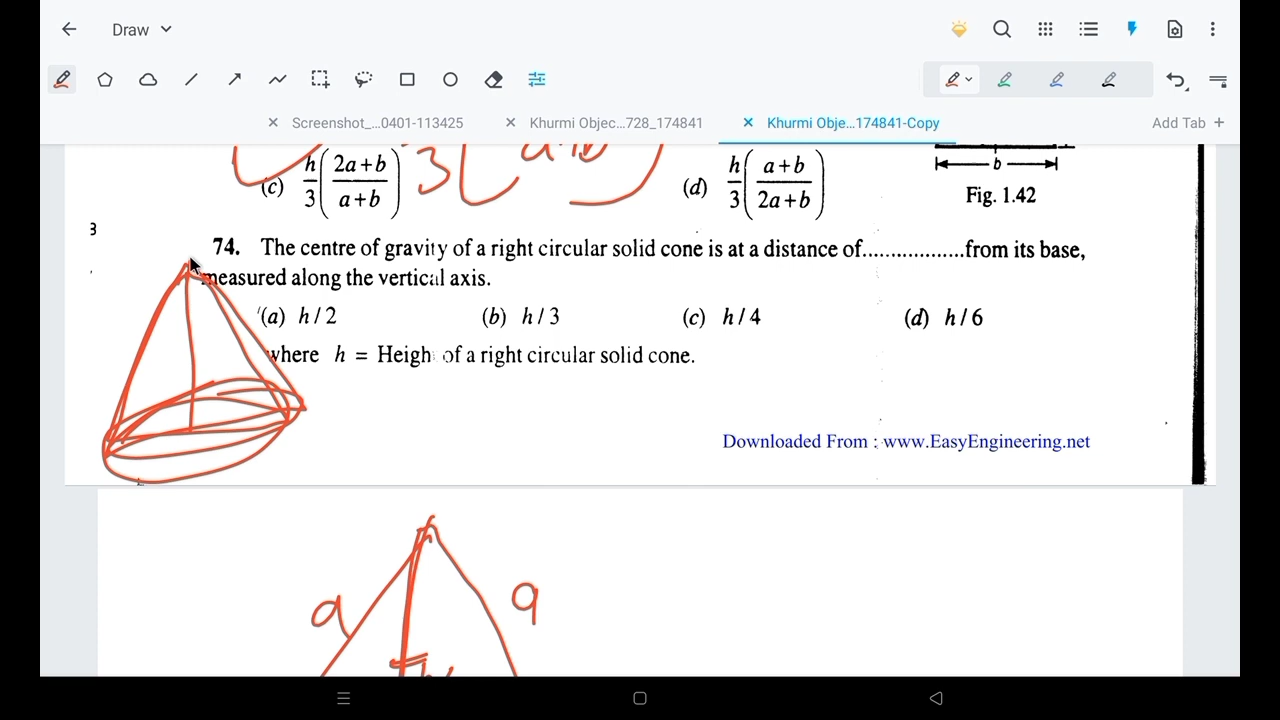 Draw
Screenshot_...0401-113425
Khurmi Objec...728_174841
Khurmi Obje...174841-Copy
Add Tab +
(c) h/3 (2a+b / a+b)
3
(d) h/3 (a+b / 2a+b)
b
Fig. 1.42
3
74. The centre of gravity of a right circular solid cone is at a distance of..................from its base,
measured along the vertical axis.
(a) h / 2 (b) h / 3 (c) h / 4 (d) h / 6
where h = Heigh of a right circular solid cone.
Downloaded From : www.EasyEngineering.net
a
a